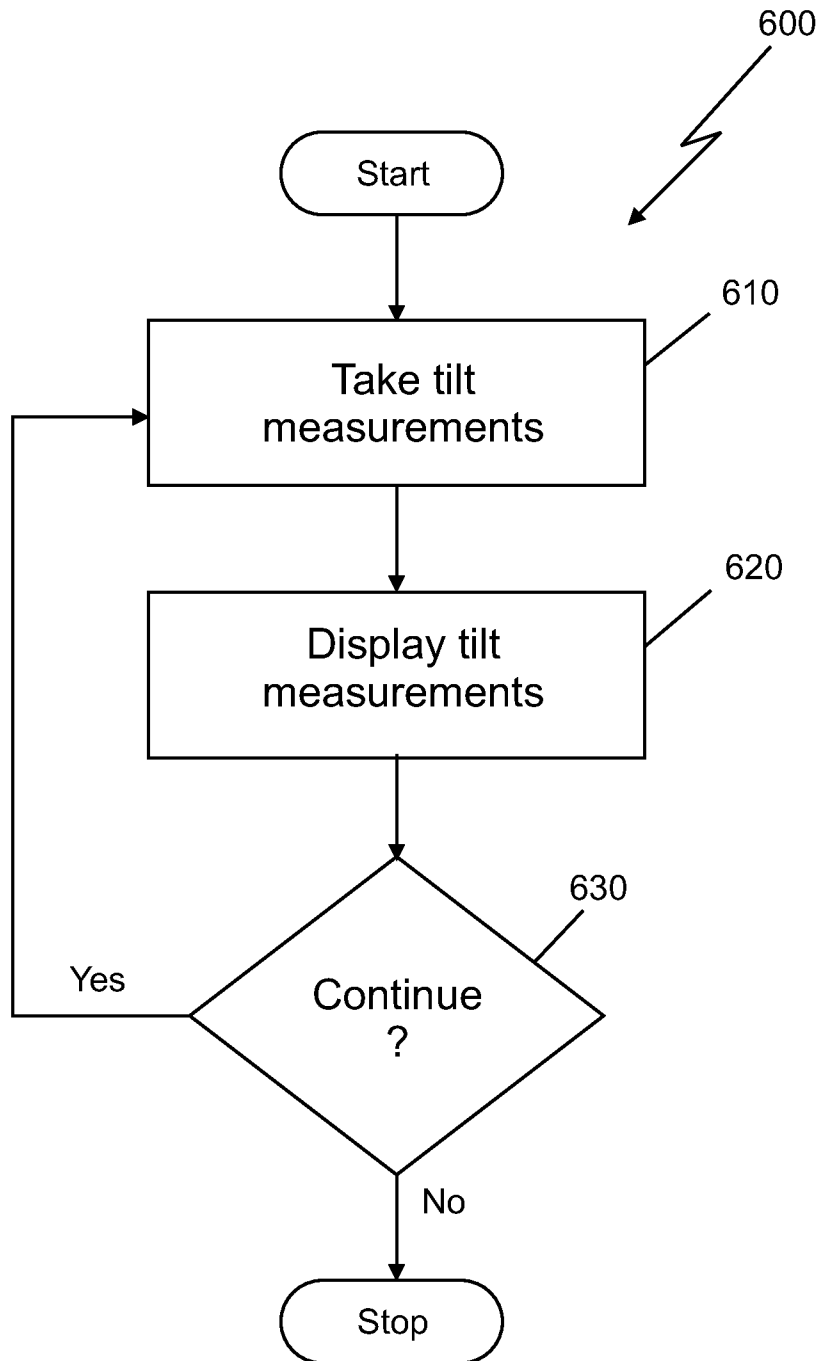 600
Start
610
Take tilt
measurements
620
Display tilt
measurements
630
Continue
?
Yes
No
Stop